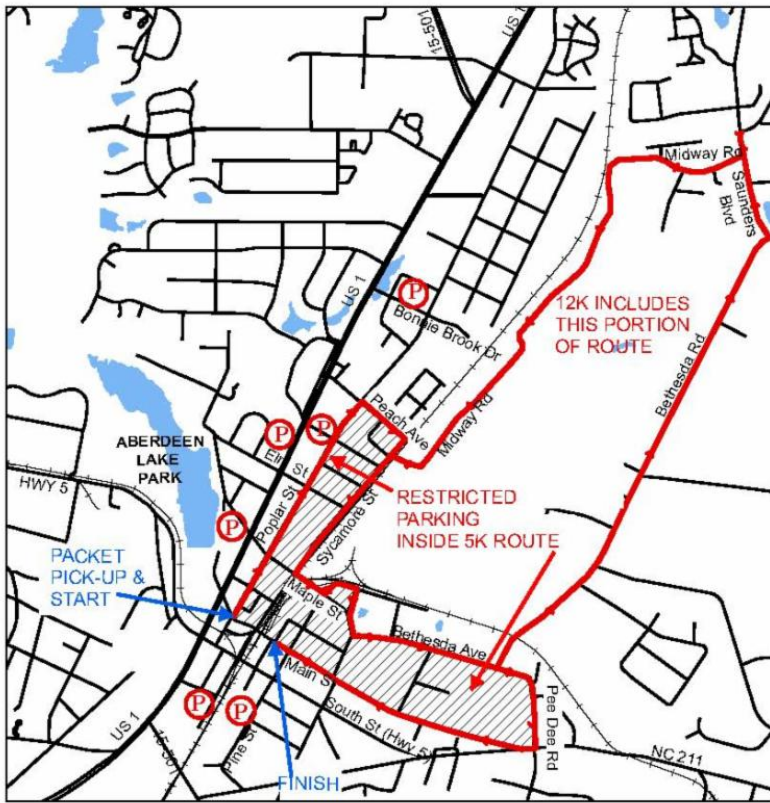 15-501
US 1
Midway Rd
Saunders
Blvd
US 1
P
Bonnie Brook Dr
12K INCLUDES
THIS PORTION
OF ROUTE
Bethesda Rd
Peach Ave
Midway Rd
P
P
Elm St
ABERDEEN
LAKE
PARK
HWY 5
Poplar St
Sycamore St
RESTRICTED
PARKING
INSIDE 5K ROUTE
P
PACKET
PICK-UP &
START
Maple St
Bethesda Ave
Main St
South St (Hwy 5)
Pee Dee Rd
NC 211
P
P
US 1
15-501
Pine St
FINISH